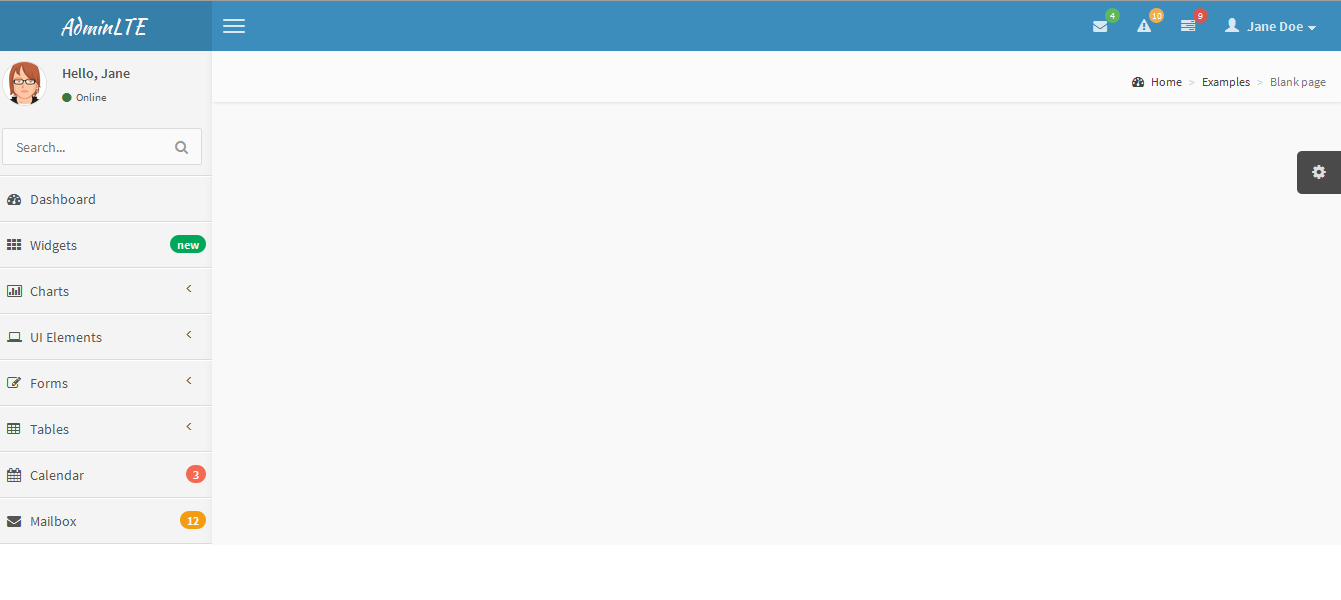 AdminLTE
4 10 9 Jane Doe
Hello, Jane
Online
Home > Examples > Blank page
Search...
Dashboard
Widgets new
Charts
UI Elements
Forms
Tables
Calendar 3
Mailbox 12